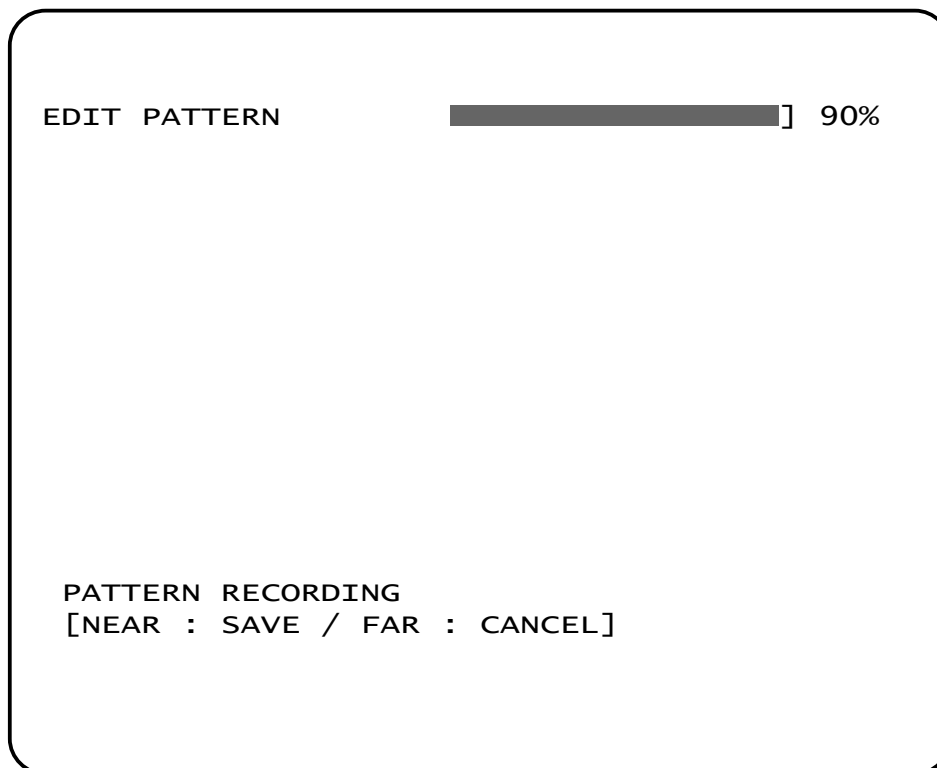 EDIT PATTERN ] 90%
PATTERN RECORDING
[NEAR : SAVE / FAR : CANCEL]